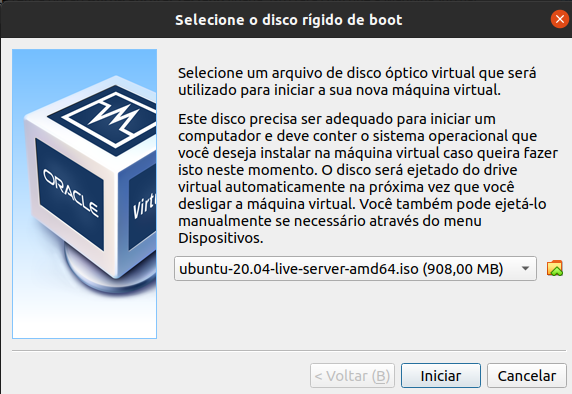 Selecione o disco rígido de boot
Selecione um arquivo de disco óptico virtual que será
utilizado para iniciar a sua nova máquina virtual.
Este disco precisa ser adequado para iniciar um
computador e deve conter o sistema operacional que
você deseja instalar na máquina virtual caso queira fazer
isto neste momento. O disco será ejetado do drive
virtual automaticamente na próxima vez que você
desligar a máquina virtual. Você também pode ejetá-lo
manualmente se necessário através do menu
Dispositivos.
ORACLE
Virtu
ubuntu-20.04-live-server-amd64.iso (908,00 MB)
< Voltar (B)
Iniciar
Cancelar